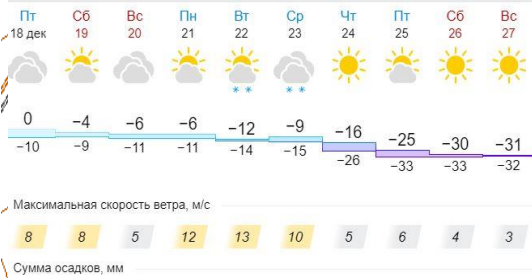 Пт Сб Вс Пн Вт Ср Чт Пт Сб Вс
18 дек 19 20 21 22 23 24 25 26 27
0 −4 −6 −6 −12 −9 −16 −25 −30 −31
−10 −9 −11 −11 −14 −15 −26 −33 −33 −32
Максимальная скорость ветра, м/с
8 8 5 12 13 10 5 6 4 3
Сумма осадков, мм